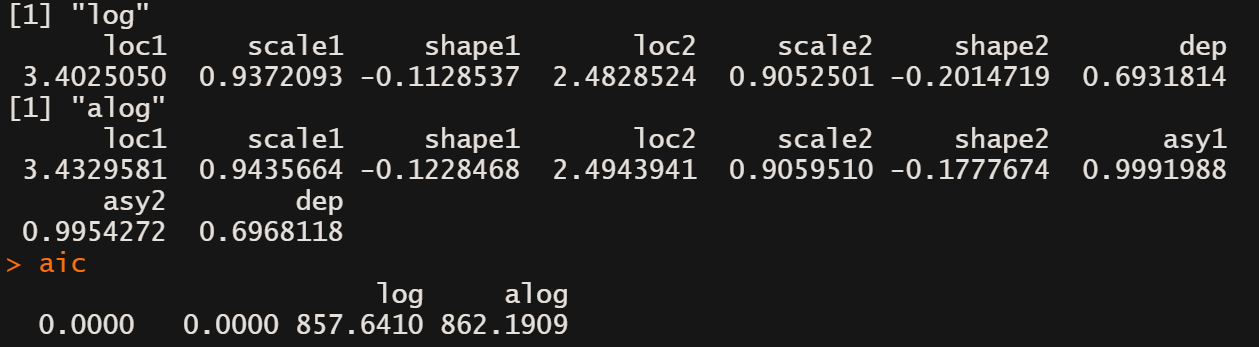 [1] "log"
loc1 scale1 shape1 loc2 scale2 shape2 dep
3.4025050 0.9372093 -0.1128537 2.4828524 0.9052501 -0.2014719 0.6931814
[1] "alog"
loc1 scale1 shape1 loc2 scale2 shape2 asy1
3.4329581 0.9435664 -0.1228468 2.4943941 0.9059510 -0.1777674 0.9991988
asy2 dep
0.9954272 0.6968118
> aic
log alog
0.0000 0.0000 857.6410 862.1909